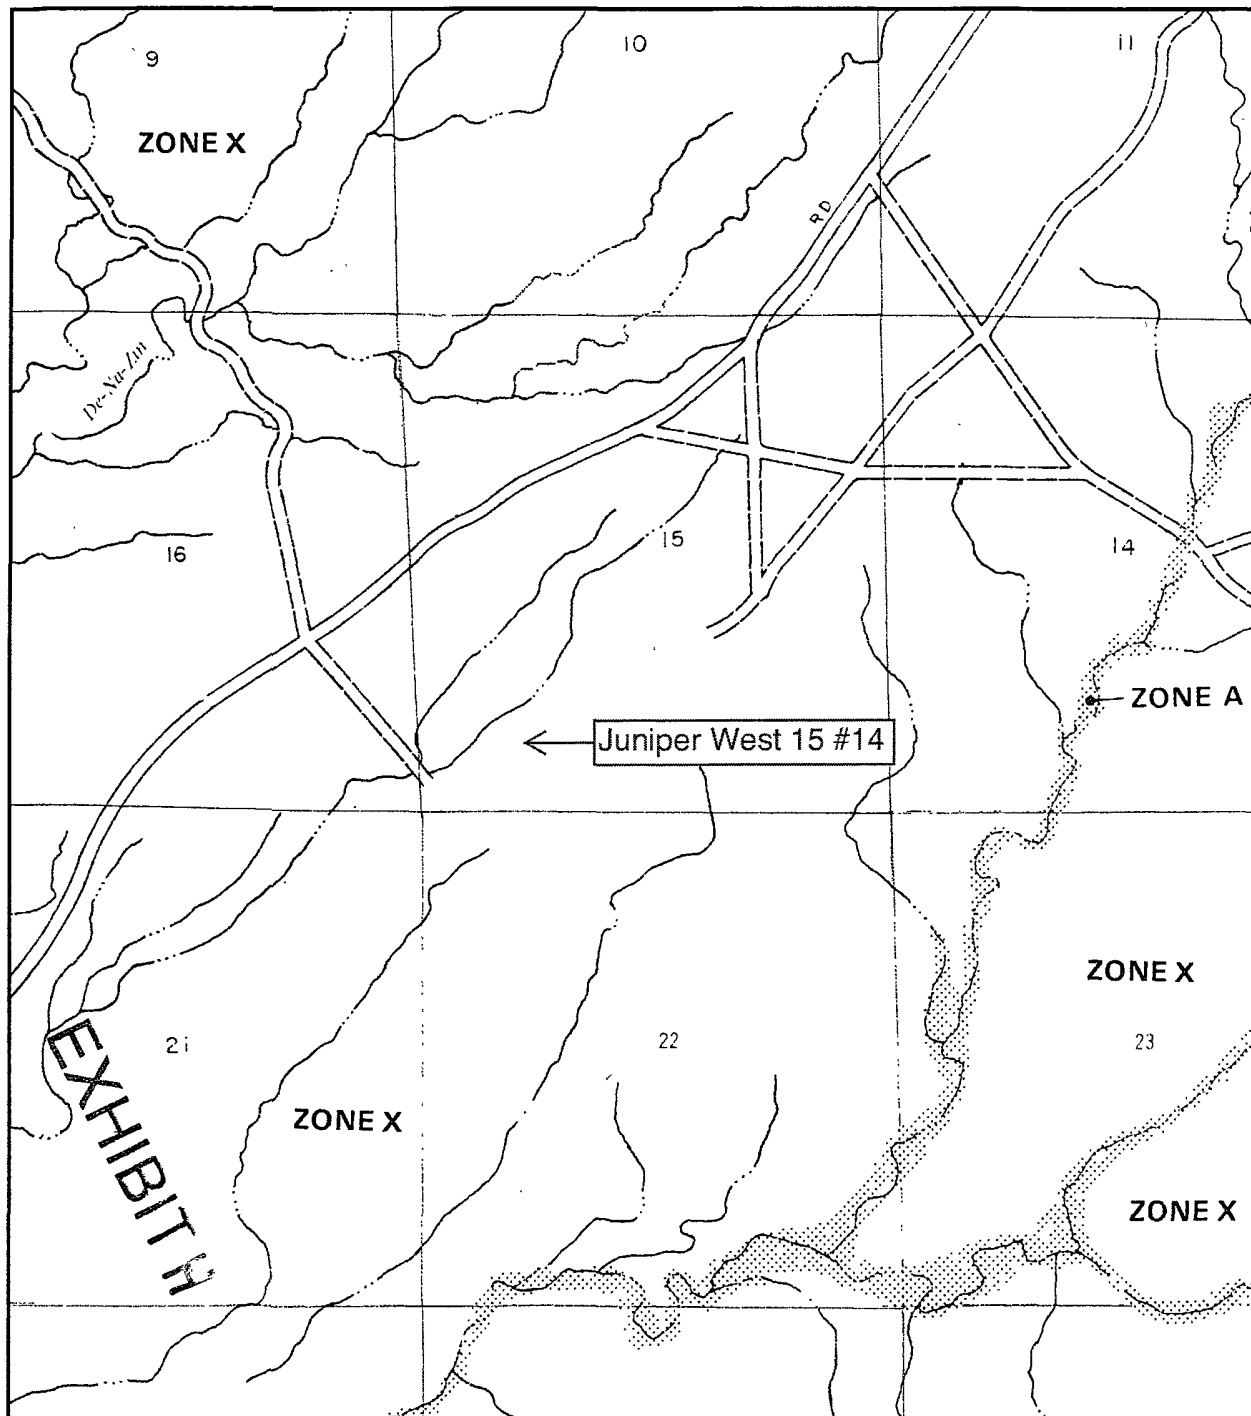 9
10
11
ZONE X
RD
De-Na-Zin
16
15
14
ZONE A
Juniper West 15 #14
ZONE X
21
22
23
EXHIBIT H
ZONE X
ZONE X